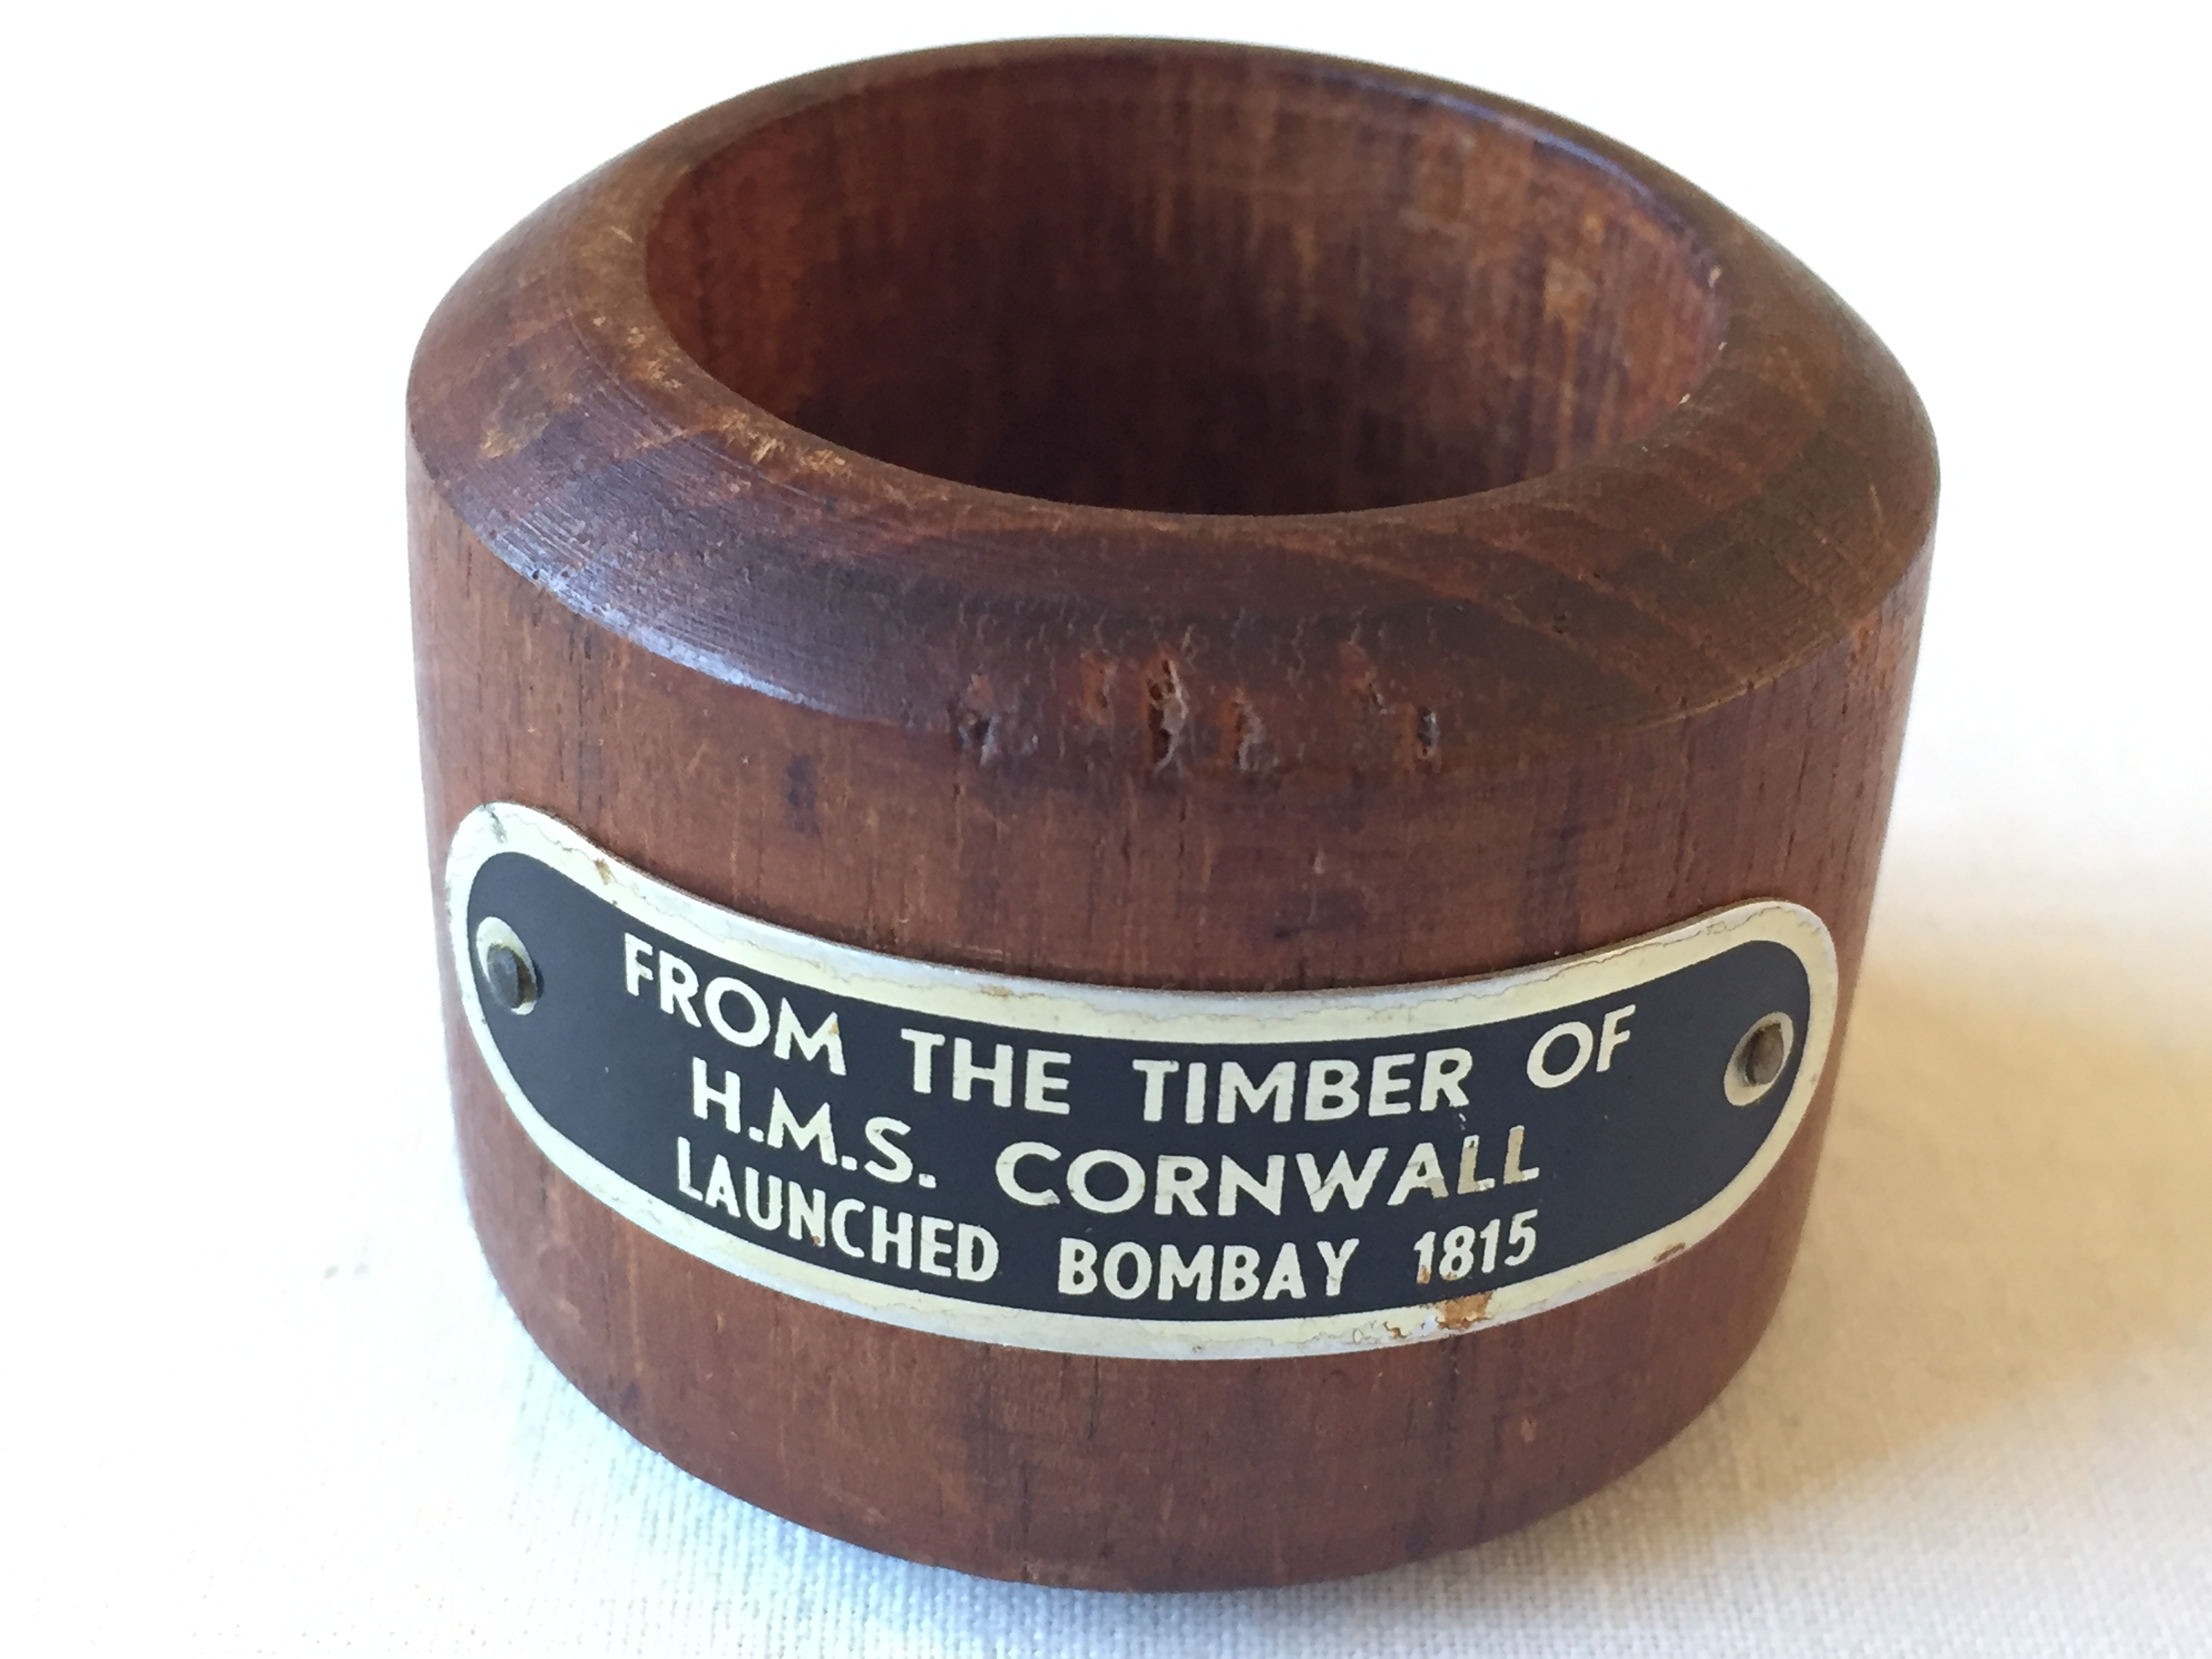 FROM THE TIMBER OF
H.M.S. CORNWALL
LAUNCHED BOMBAY 1815